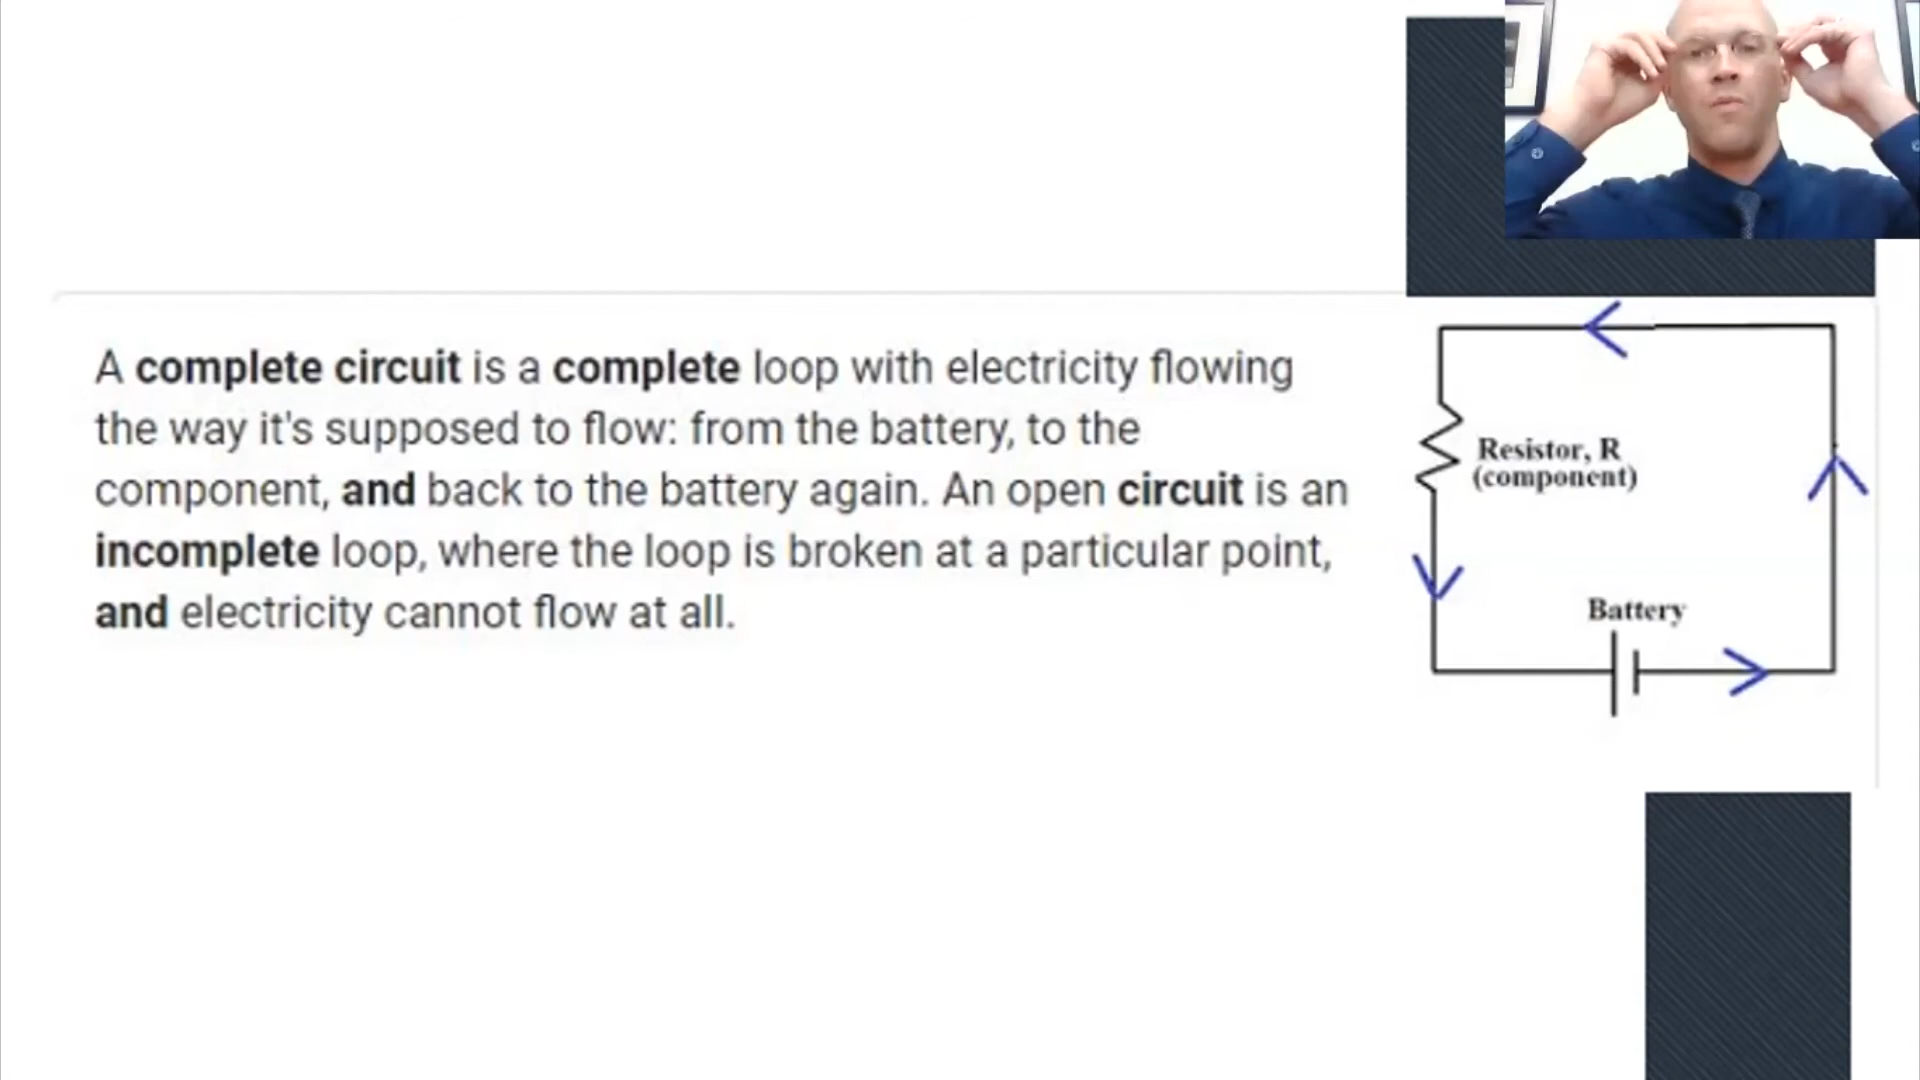 A complete circuit is a complete loop with electricity flowing
the way it's supposed to flow: from the battery, to the
component, and back to the battery again. An open circuit is an
incomplete loop, where the loop is broken at a particular point,
and electricity cannot flow at all.
Resistor, R
(component)
Battery